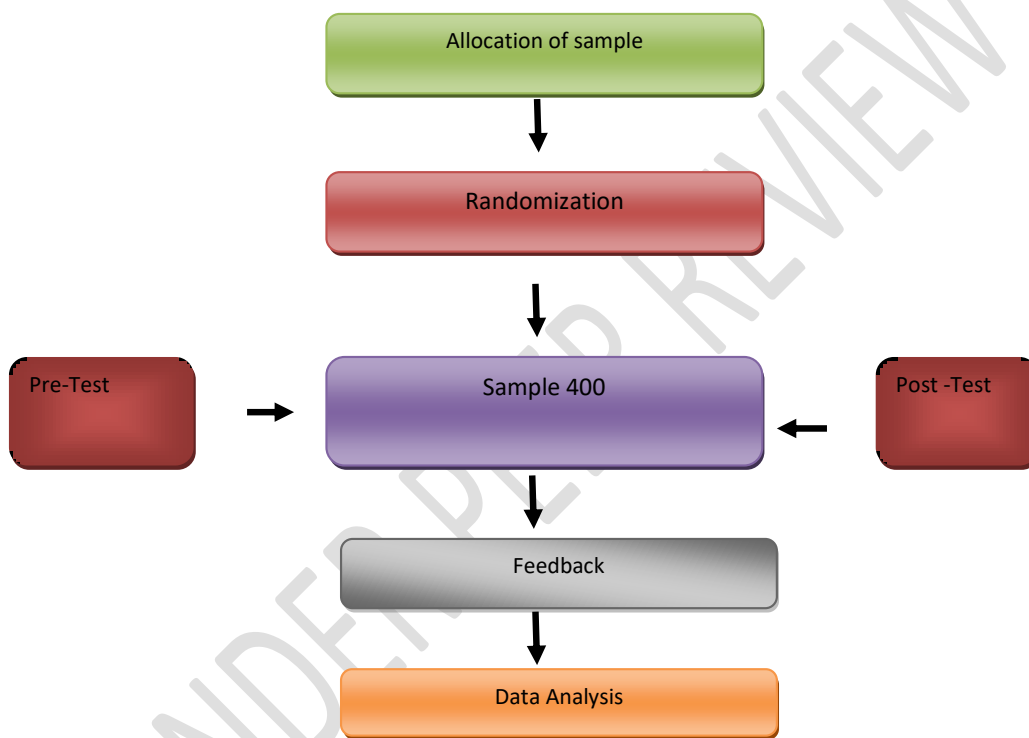 Allocation of sample
Randomization
Pre-Test
Sample 400
Post -Test
Feedback
Data Analysis
UNDER PEER REVIEW